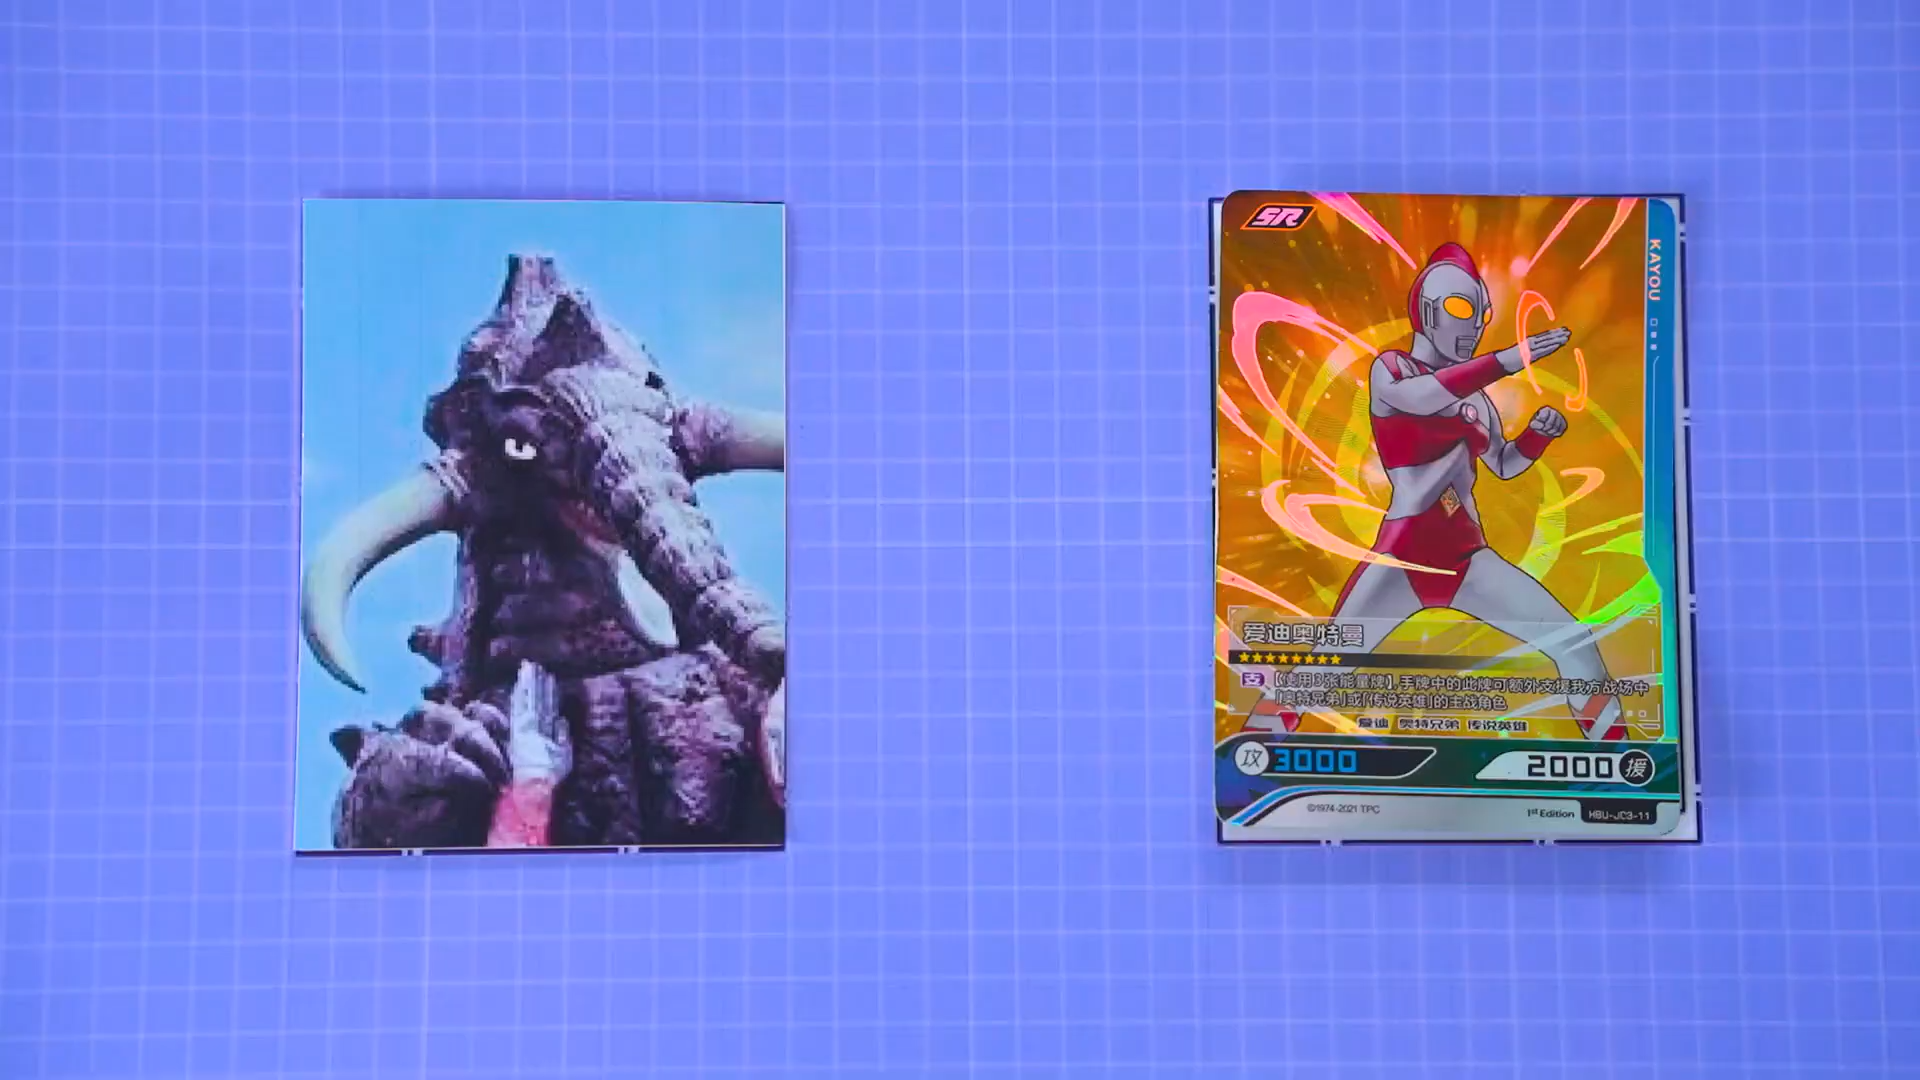 SR
KAYOU
爱迪奥特曼
支 【使用3张能量牌】,手牌中的此牌可额外支援我方战场中
「奥特兄弟」或「传说英雄」的主战角色
爱迪 奥特兄弟 传说英雄
攻 3000
2000 援
©1974-2021 TPC
1st Edition
HBU-JC3-11